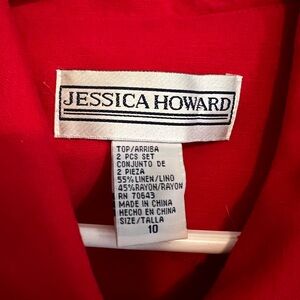 JESSICA HOWARD
TOP/ARRIBA
2 PCS SET
CONJUNTO DE
2 PIEZA
55% LINEN/LINO
45% RAYON/RAYON
RN 70643
MADE IN CHINA
HECHO EN CHINA
SIZE/TALLA
10